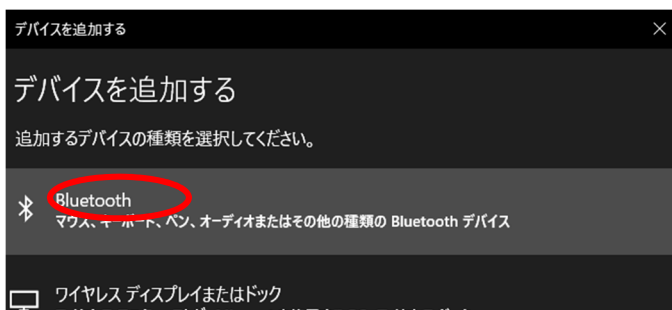 デバイスを追加する
デバイスを追加する
追加するデバイスの種類を選択してください。
Bluetooth
マウス、キーボード、ペン、オーディオまたはその他の種類の Bluetooth デバイス
ワイヤレス ディスプレイまたはドック